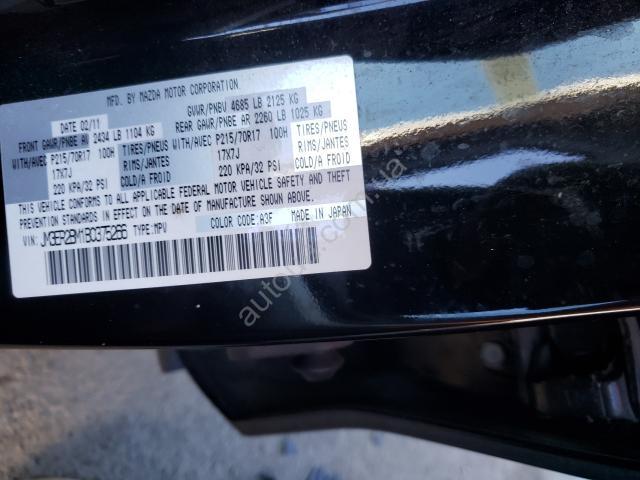 MFD. BY MAZDA MOTOR CORPORATION
DATE 02/11 GVWR/PNBV 4685 LB 2125 KG
FRONT GAWR/PNBE AV 2434 LB 1104 KG REAR GAWR/PNBE AR 2260 LB 1025 KG
WITH/AVEC P215/70R17 100H TIRES/PNEUS WITH/AVEC P215/70R17 100H TIRES/PNEUS
17X7J RIMS/JANTES 17X7J RIMS/JANTES
220 KPA/32 PSI COLD/A FROID 220 KPA/32 PSI COLD/A FROID
THIS VEHICLE CONFORMS TO ALL APPLICABLE FEDERAL MOTOR VEHICLE SAFETY AND THEFT
PREVENTION STANDARDS IN EFFECT ON THE DATE OF MANUFACTURE SHOWN ABOVE.
VIN: JM3ER2BM1B0375256 TYPE: MPU COLOR CODE: A3F MADE IN JAPAN